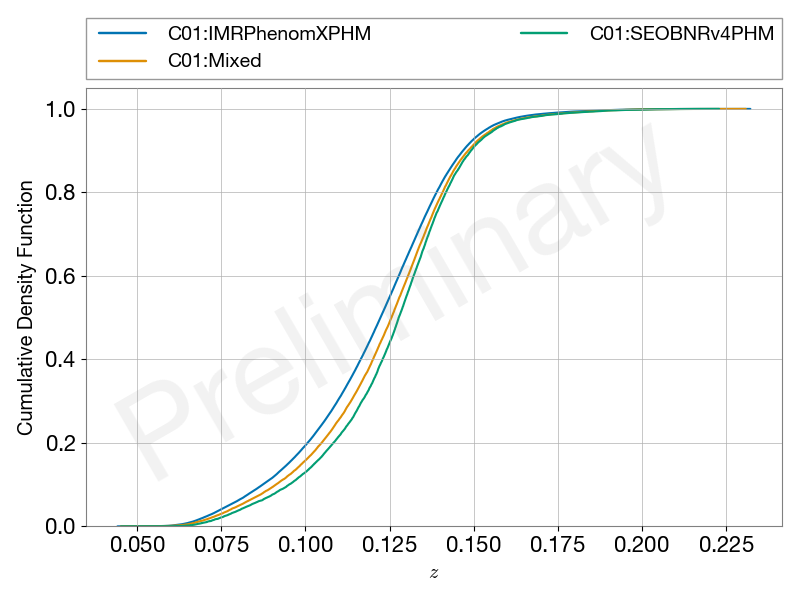 C01:IMRPhenomXPHM
C01:Mixed
C01:SEOBNRv4PHM
1.0
0.8
0.6
0.4
0.2
0.0
Cumulative Density Function
Preliminary
0.050 0.075 0.100 0.125 0.150 0.175 0.200 0.225
z